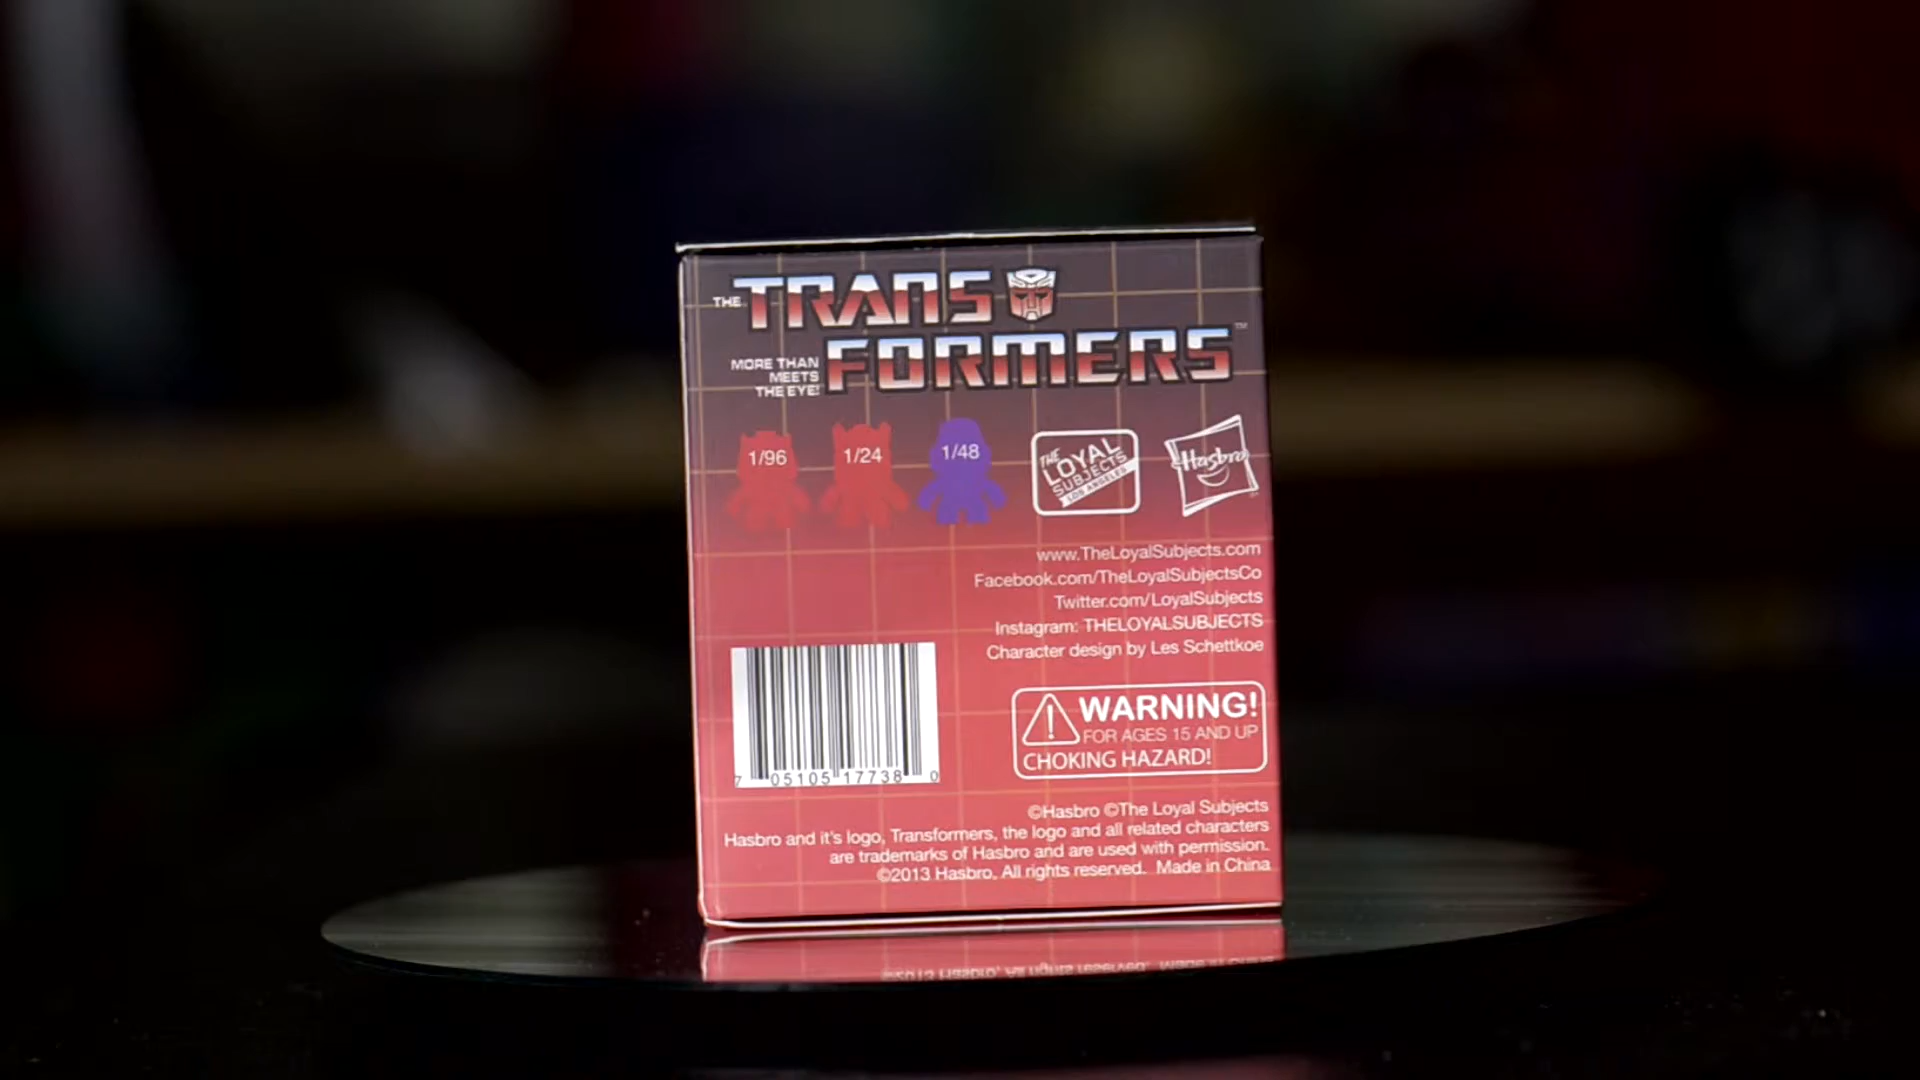 THE TRANS
FORMERS™
MORE THAN
MEETS
THE EYE!
1/96
1/24
1/48
THE
LOYAL
SUBJECTS
LOS ANGELES
Hasbro
www.TheLoyalSubjects.com
Facebook.com/TheLoyalSubjectsCo
Twitter.com/LoyalSubjects
Instagram: THELOYALSUBJECTS
Character design by Les Schettkoe
WARNING!
FOR AGES 15 AND UP
CHOKING HAZARD!
7 05105 17738 0
©Hasbro ©The Loyal Subjects
Hasbro and it's logo, Transformers, the logo and all related characters
are trademarks of Hasbro and are used with permission.
©2013 Hasbro. All rights reserved. Made in China